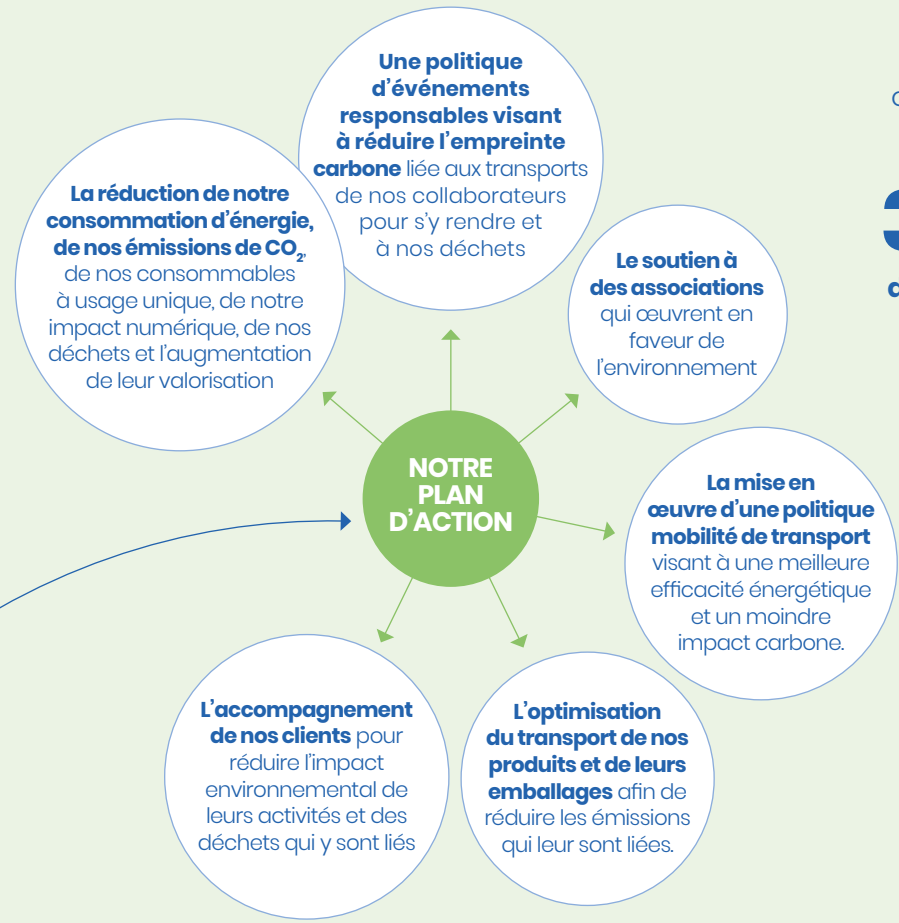 Une politique
d'événements
responsables visant
à réduire l'empreinte
carbone liée aux transports
de nos collaborateurs
pour s'y rendre et
à nos déchets
La réduction de notre
consommation d'énergie,
de nos émissions de CO₂,
de nos consommables
à usage unique, de notre
impact numérique, de nos
déchets et l'augmentation
de leur valorisation
Le soutien à
des associations
qui œuvrent en
faveur de
l'environnement
NOTRE
PLAN
D'ACTION
La mise en
œuvre d'une politique
mobilité de transport
visant à une meilleure
efficacité énergétique
et un moindre
impact carbone.
L'accompagnement
de nos clients pour
réduire l'impact
environnemental de
leurs activités et des
déchets qui y sont liés
L'optimisation
du transport de nos
produits et de leurs
emballages afin de
réduire les émissions
qui leur sont liées.